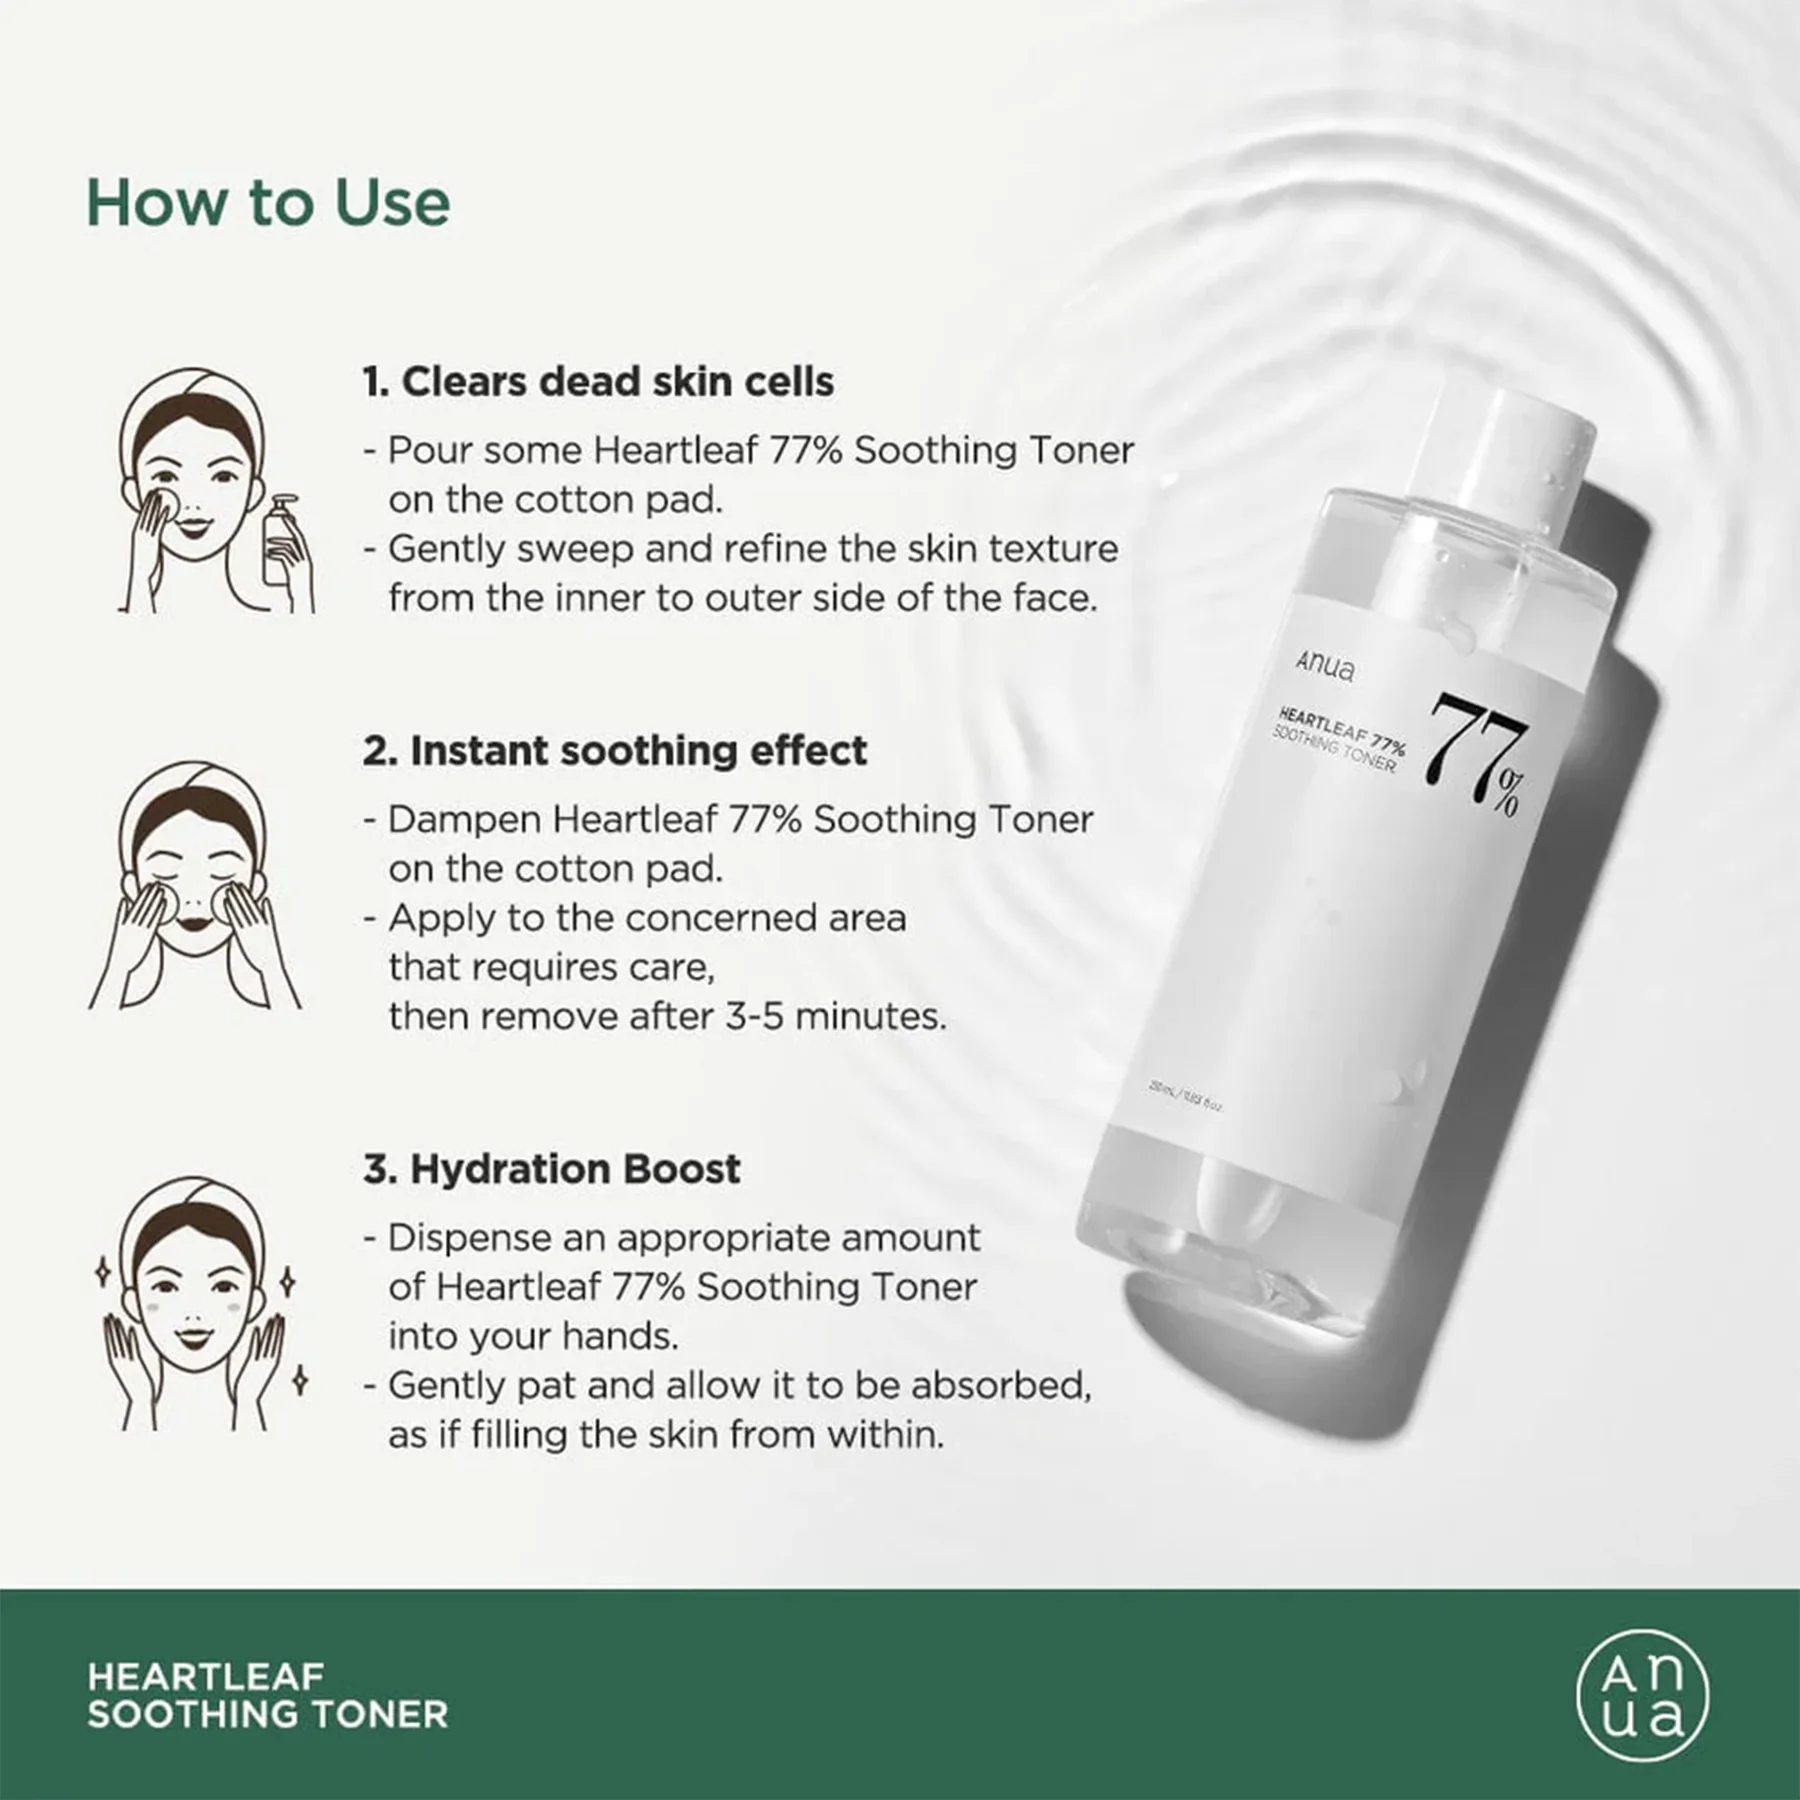 How to Use
1. Clears dead skin cells
- Pour some Heartleaf 77% Soothing Toner
on the cotton pad.
- Gently sweep and refine the skin texture
from the inner to outer side of the face.
2. Instant soothing effect
- Dampen Heartleaf 77% Soothing Toner
on the cotton pad.
- Apply to the concerned area
that requires care,
then remove after 3-5 minutes.
3. Hydration Boost
- Dispense an appropriate amount
of Heartleaf 77% Soothing Toner
into your hands.
- Gently pat and allow it to be absorbed,
as if filling the skin from within.
Anua
HEARTLEAF 77%
SOOTHING TONER
77%
HEARTLEAF
SOOTHING TONER
An
ua